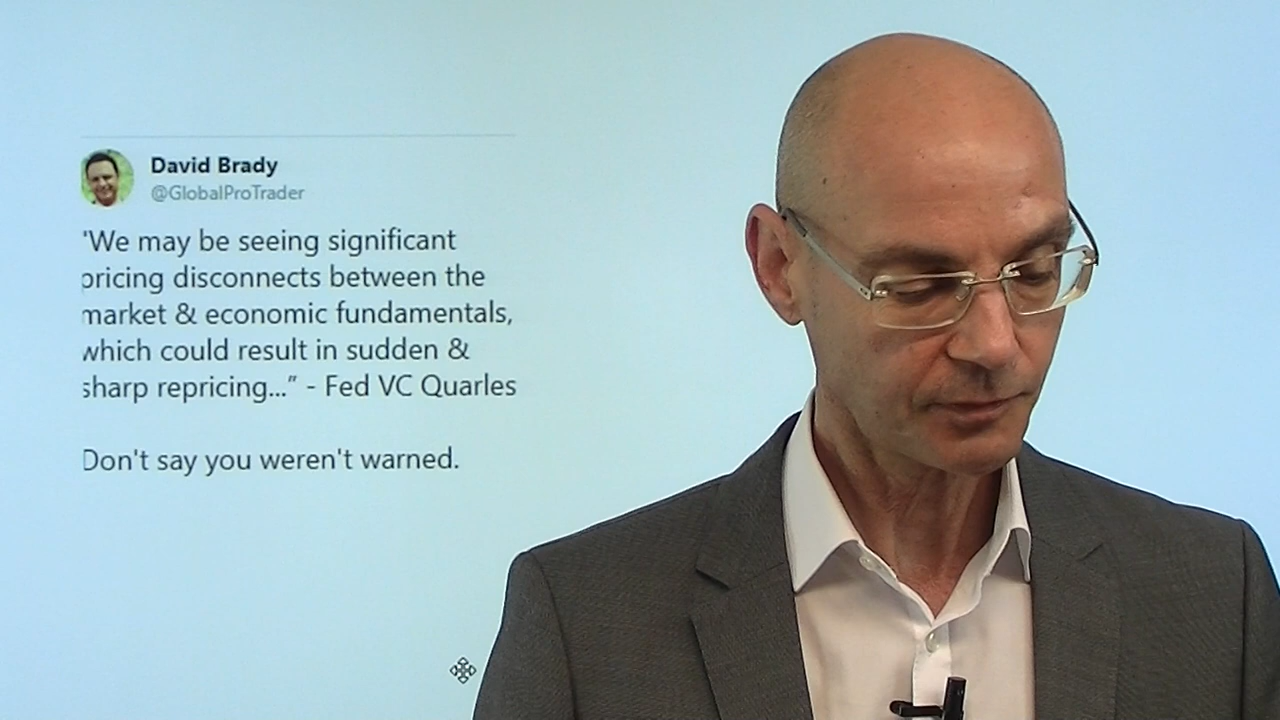 David Brady
@GlobalProTrader
"We may be seeing significant
pricing disconnects between the
market & economic fundamentals,
which could result in sudden &
sharp repricing..." - Fed VC Quarles
Don't say you weren't warned.